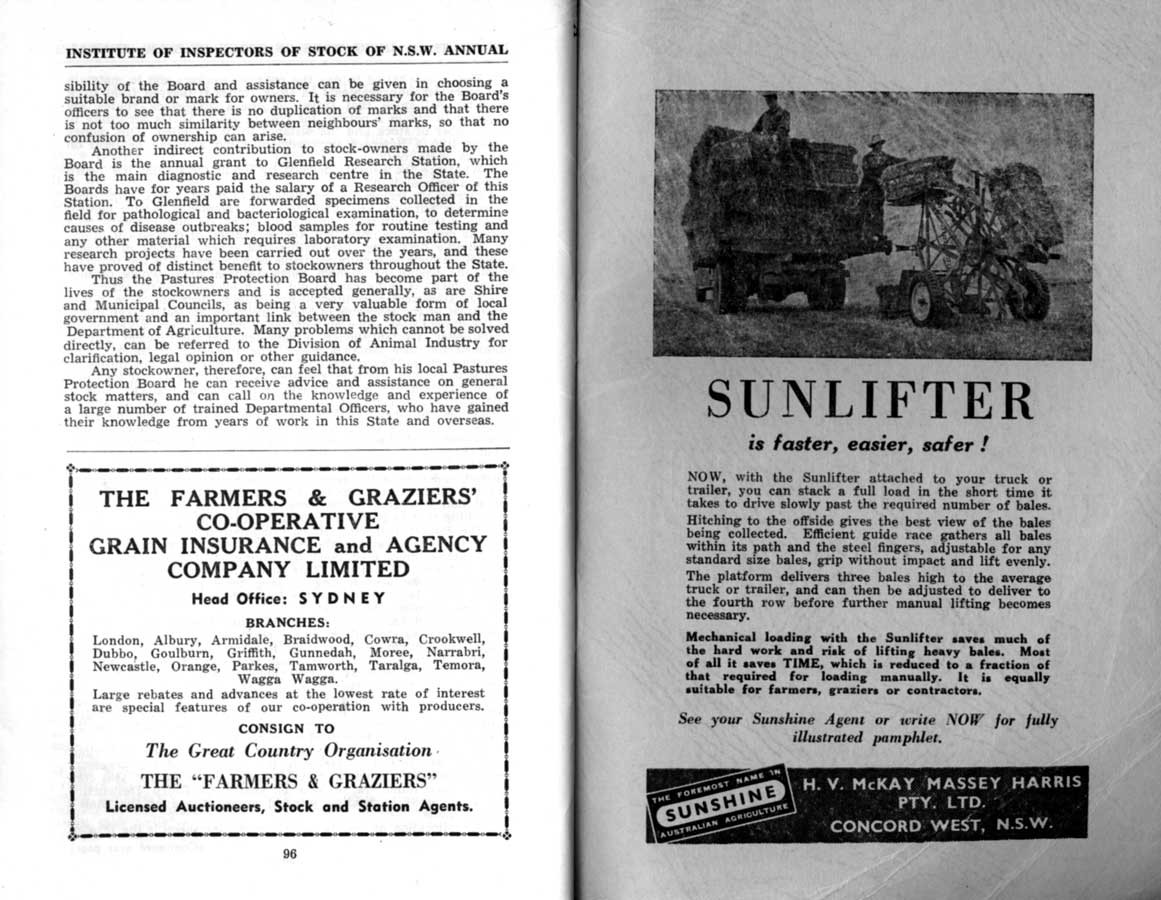 INSTITUTE OF INSPECTORS OF STOCK OF N.S.W. ANNUAL
sibility of the Board and assistance can be given in choosing a
suitable brand or mark for owners. It is necessary for the Board's
officers to see that there is no duplication of marks and that there
is not too much similarity between neighbours' marks, so that no
confusion of ownership can arise.
Another indirect contribution to stock-owners made by the
Board is the annual grant to Glenfield Research Station, which
is the main diagnostic and research centre in the State. The
Boards have for years paid the salary of a Research Officer of this
Station. To Glenfield are forwarded specimens collected in the
field for pathological and bacteriological examination, to determine
causes of disease outbreaks; blood samples for routine testing and
any other material which requires laboratory examination. Many
research projects have been carried out over the years, and these
have proved of distinct benefit to stockowners throughout the State.
Thus the Pastures Protection Board has become part of the
lives of the stockowners and is accepted generally, as are Shire
and Municipal Councils, as being a very valuable form of local
government and an important link between the stock man and the
Department of Agriculture. Many problems which cannot be solved
directly, can be referred to the Division of Animal Industry for
clarification, legal opinion or other guidance.
Any stockowner, therefore, can feel that from his local Pastures
Protection Board he can receive advice and assistance on general
stock matters, and can call on the knowledge and experience of
a large number of trained Departmental Officers, who have gained
their knowledge from years of work in this State and overseas.
THE FARMERS & GRAZIERS'
CO-OPERATIVE
GRAIN INSURANCE and AGENCY
COMPANY LIMITED
Head Office: SYDNEY
BRANCHES:
London, Albury, Armidale, Braidwood, Cowra, Crookwell,
Dubbo, Goulburn, Griffith, Gunnedah, Moree, Narrabri,
Newcastle, Orange, Parkes, Tamworth, Taralga, Temora,
Wagga Wagga.
Large rebates and advances at the lowest rate of interest
are special features of our co-operation with producers.
CONSIGN TO
The Great Country Organisation
THE "FARMERS & GRAZIERS"
Licensed Auctioneers, Stock and Station Agents.
96
SUNLIFTER
is faster, easier, safer !
NOW, with the Sunlifter attached to your truck or
trailer, you can stack a full load in the short time it
takes to drive slowly past the required number of bales.
Hitching to the offside gives the best view of the bales
being collected. Efficient guide race gathers all bales
within its path and the steel fingers, adjustable for any
standard size bales, grip without impact and lift evenly.
The platform delivers three bales high to the average
truck or trailer, and can then be adjusted to deliver to
the fourth row before further manual lifting becomes
necessary.
Mechanical loading with the Sunlifter saves much of
the hard work and risk of lifting heavy bales. Most
of all it saves TIME, which is reduced to a fraction of
that required for loading manually. It is equally
suitable for farmers, graziers or contractors.
See your Sunshine Agent or write NOW for fully
illustrated pamphlet.
THE FOREMOST NAME IN
SUNSHINE
AUSTRALIAN AGRICULTURE
H. V. McKAY MASSEY HARRIS
PTY. LTD.
CONCORD WEST, N.S.W.